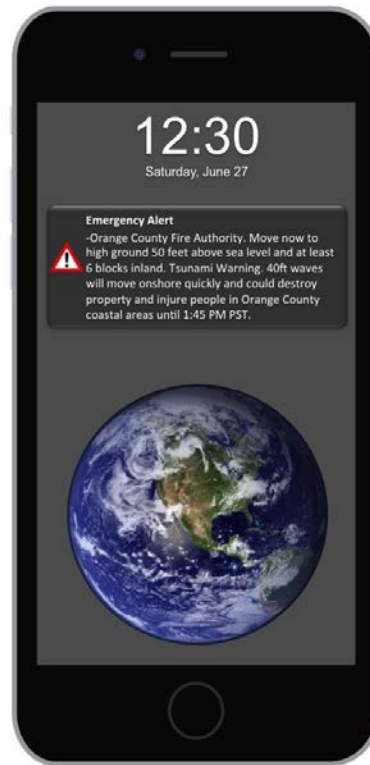 12:30
Saturday, June 27
Emergency Alert
-Orange County Fire Authority. Move now to
high ground 50 feet above sea level and at least
6 blocks inland. Tsunami Warning. 40ft waves
will move onshore quickly and could destroy
property and injure people in Orange County
coastal areas until 1:45 PM PST.